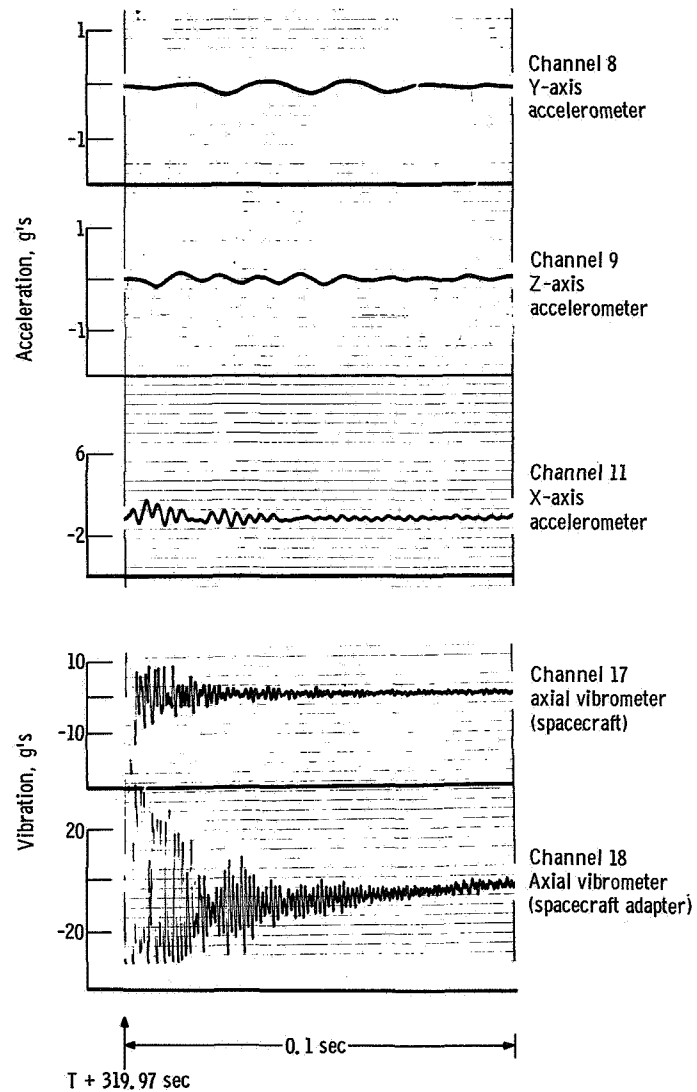 1
Channel 8
Y-axis
accelerometer
-1
Acceleration, g's
1
Channel 9
Z-axis
accelerometer
-1
6
Channel 11
X-axis
accelerometer
-2
Vibration, g's
10
Channel 17
axial vibrometer
(spacecraft)
-10
20
Channel 18
Axial vibrometer
(spacecraft adapter)
-20
0.1 sec
T + 319.97 sec